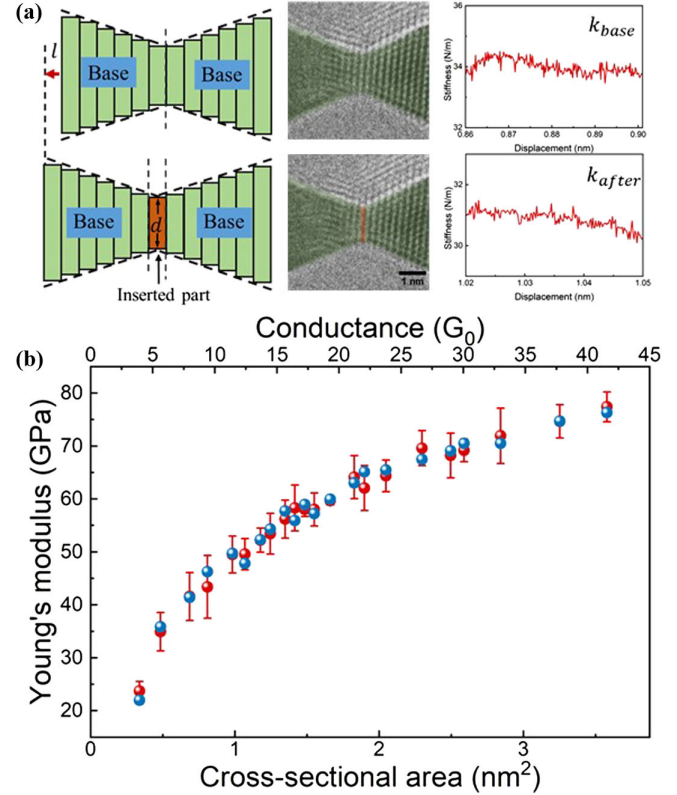 (a)
l
Base
Base
Base
Base
d
Inserted part
1 nm
k_base
Stiffness (N/m)
36
34
32
0.86
0.87
0.88
0.89
0.90
Displacement (nm)
k_after
Stiffness (N/m)
32
31
30
1.02
1.03
1.04
1.05
Displacement (nm)
(b)
Conductance (G₀)
0 5 10 15 20 25 30 35 40 45
Young's modulus (GPa)
80
70
60
50
40
30
20
0 1 2 3
Cross-sectional area (nm²)